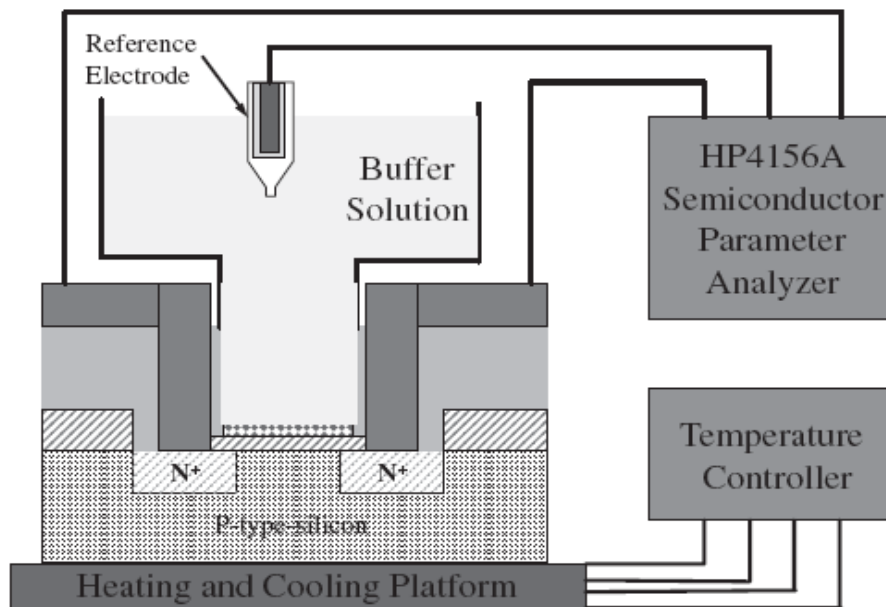 Reference
Electrode
Buffer
Solution
HP4156A
Semiconductor
Parameter
Analyzer
Temperature
Controller
N+
N+
P-type-silicon
Heating and Cooling Platform